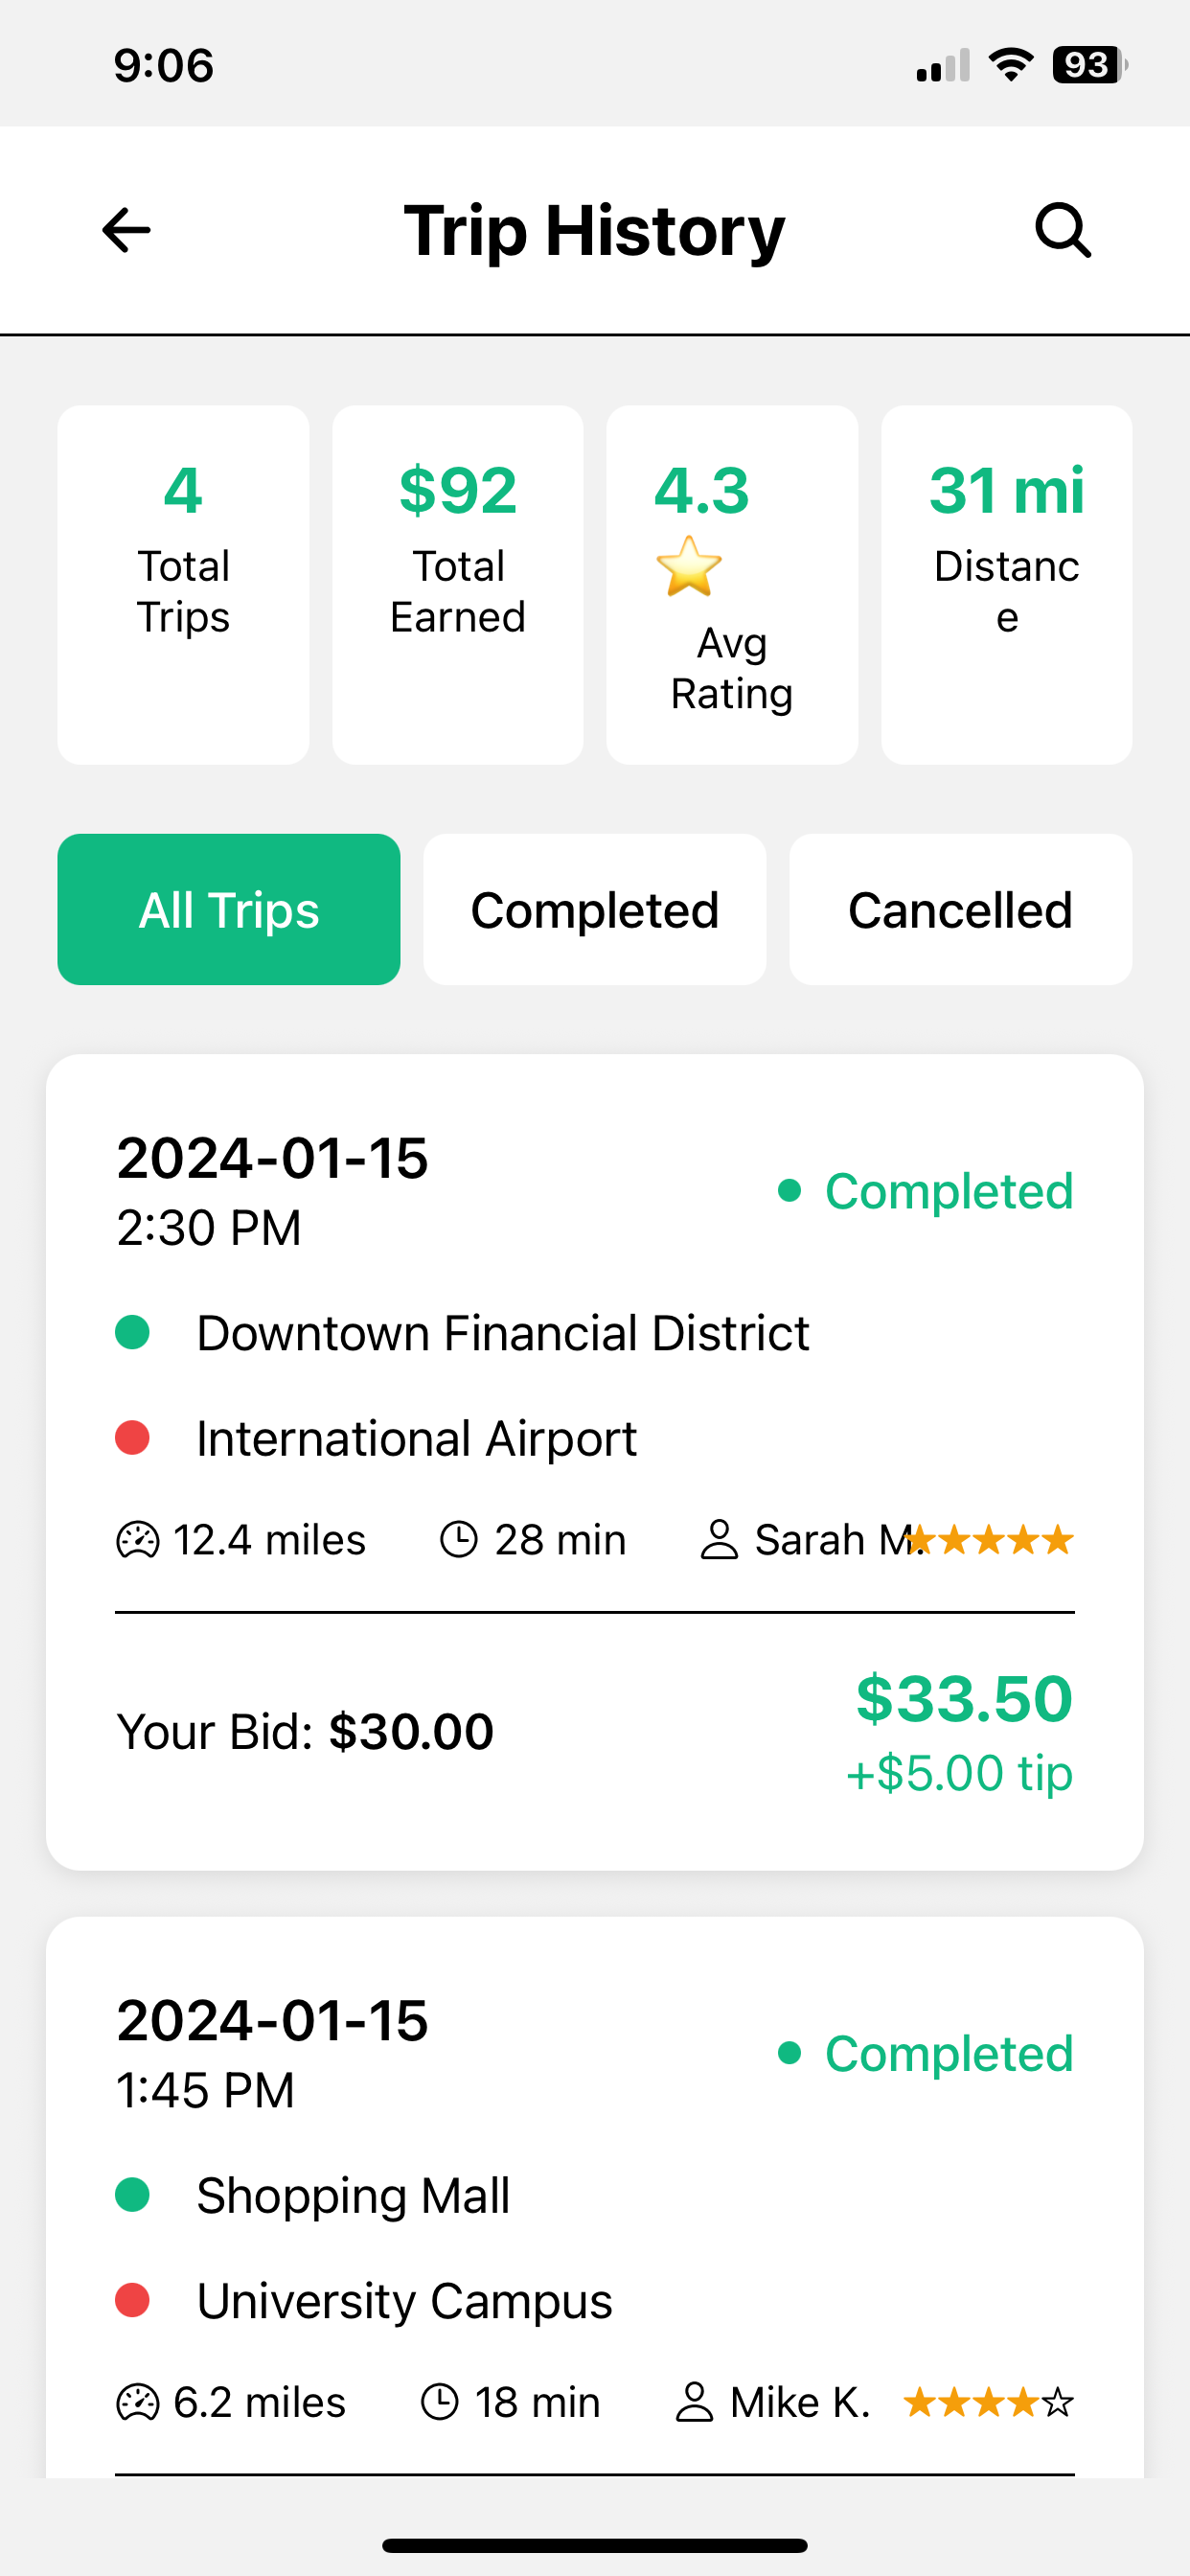 9:06
93
Trip History
4
Total
Trips
$92
Total
Earned
4.3
Avg
Rating
31 mi
Distanc
e
All Trips
Completed
Cancelled
2024-01-15
Completed
2:30 PM
Downtown Financial District
International Airport
12.4 miles 28 min Sarah M.
Your Bid: $30.00
$33.50
+$5.00 tip
2024-01-15
Completed
1:45 PM
Shopping Mall
University Campus
6.2 miles 18 min Mike K.